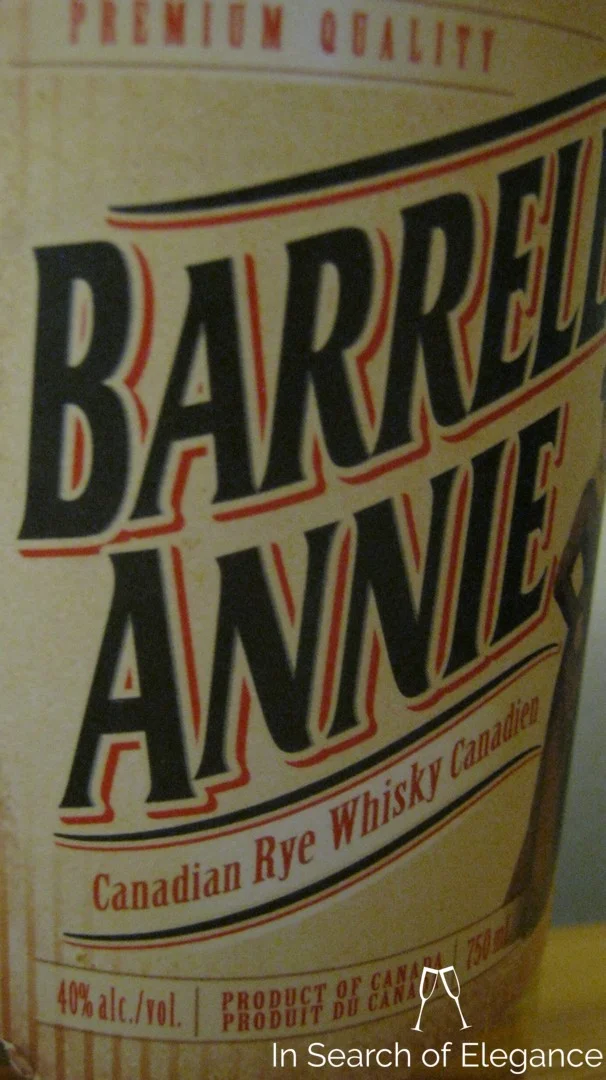 PREMIUM QUALITY
BARREL
ANNIE
Canadian Rye Whisky Canadien
40% alc./vol.
PRODUCT OF CANADA
PRODUIT DU CANA
750 ml
In Search of Elegance